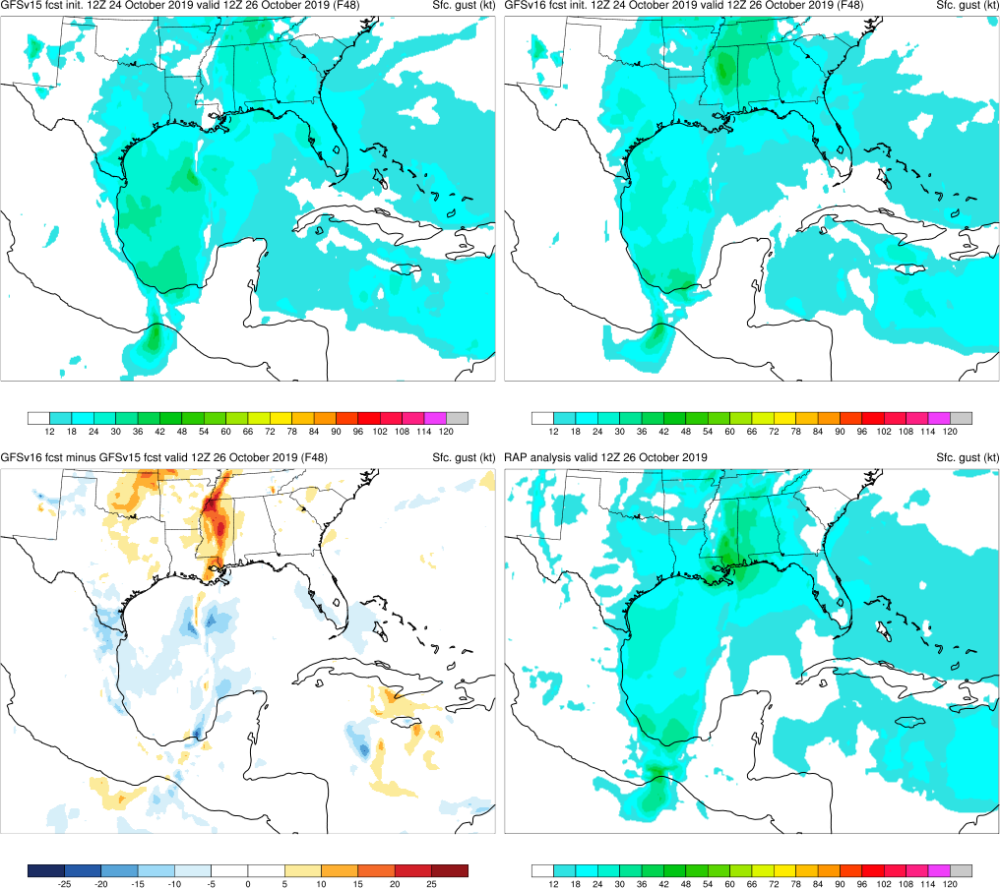 GFSv15 fcst init. 12Z 24 October 2019 valid 12Z 26 October 2019 (F48) Sfc. gust (kt)
GFSv16 fcst init. 12Z 24 October 2019 valid 12Z 26 October 2019 (F48) Sfc. gust (kt)
12 18 24 30 36 42 48 54 60 66 72 78 84 90 96 102 108 114 120
12 18 24 30 36 42 48 54 60 66 72 78 84 90 96 102 108 114 120
GFSv16 fcst minus GFSv15 fcst valid 12Z 26 October 2019 (F48) Sfc. gust (kt)
RAP analysis valid 12Z 26 October 2019 Sfc. gust (kt)
-25 -20 -15 -10 -5 0 5 10 15 20 25
12 18 24 30 36 42 48 54 60 66 72 78 84 90 96 102 108 114 120